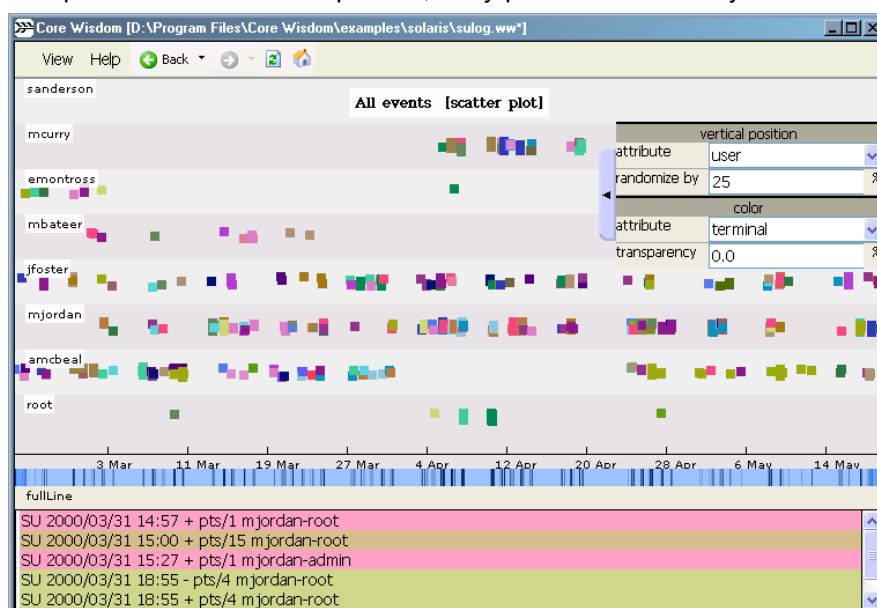 Core Wisdom [D:\Program Files\Core Wisdom\examples\solaris\sulog.ww*]
View Help Back
sanderson
All events [scatter plot]
mcurry
vertical position
attribute user
emontross
randomize by 25 %
color
mbateer
attribute terminal
transparency 0.0 %
jfoster
mjordan
amcbeal
root
3 Mar 11 Mar 19 Mar 27 Mar 4 Apr 12 Apr 20 Apr 28 Apr 6 May 14 May
fullLine
SU 2000/03/31 14:57 + pts/1 mjordan-root
SU 2000/03/31 15:00 + pts/15 mjordan-root
SU 2000/03/31 15:27 + pts/1 mjordan-admin
SU 2000/03/31 18:55 - pts/4 mjordan-root
SU 2000/03/31 18:55 + pts/4 mjordan-root